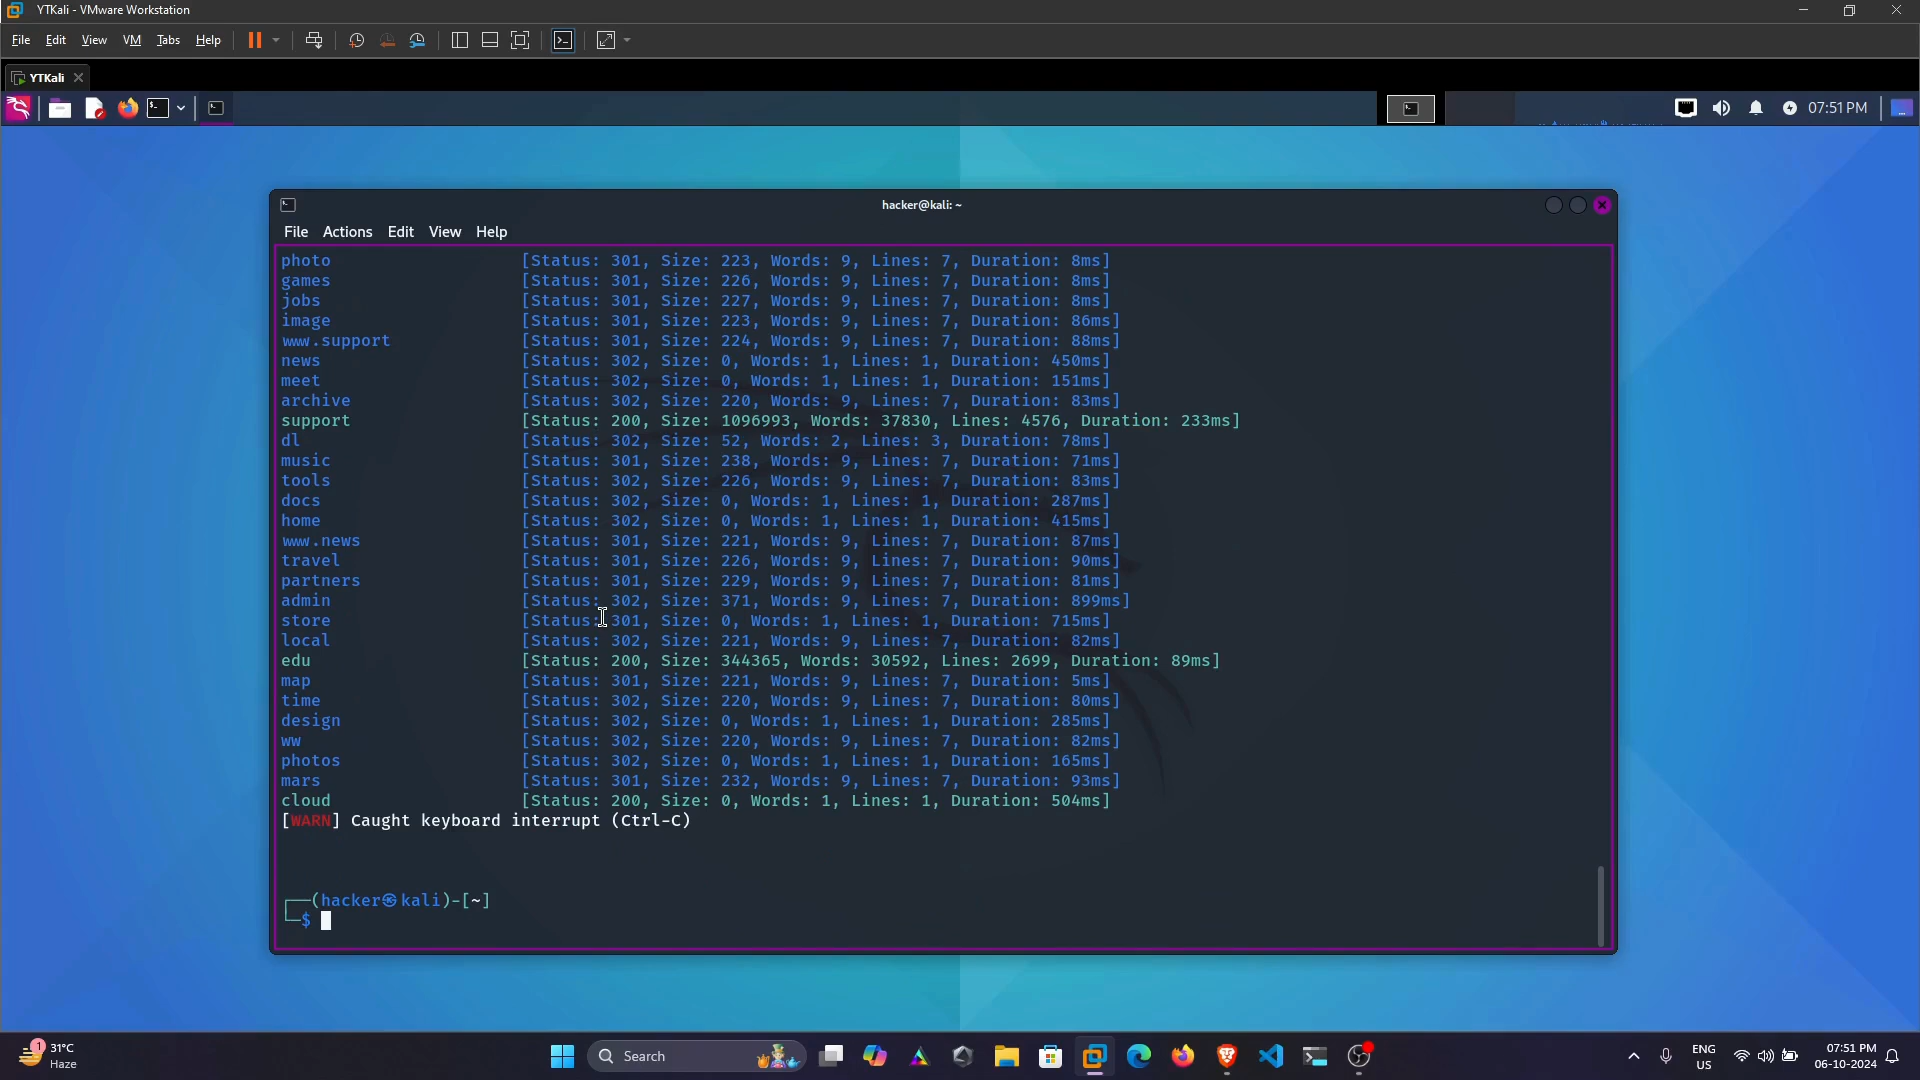 YTKali - VMware Workstation
File Edit View VM Tabs Help
YTKali
07:51 PM
hacker@kali: ~
File Actions Edit View Help
photo [Status: 301, Size: 223, Words: 9, Lines: 7, Duration: 8ms]
games [Status: 301, Size: 226, Words: 9, Lines: 7, Duration: 8ms]
jobs [Status: 301, Size: 227, Words: 9, Lines: 7, Duration: 8ms]
image [Status: 301, Size: 223, Words: 9, Lines: 7, Duration: 86ms]
www.support [Status: 301, Size: 224, Words: 9, Lines: 7, Duration: 88ms]
news [Status: 302, Size: 0, Words: 1, Lines: 1, Duration: 450ms]
meet [Status: 302, Size: 0, Words: 1, Lines: 1, Duration: 151ms]
archive [Status: 302, Size: 220, Words: 9, Lines: 7, Duration: 83ms]
support [Status: 200, Size: 1096993, Words: 37830, Lines: 4576, Duration: 233ms]
dl [Status: 302, Size: 52, Words: 2, Lines: 3, Duration: 78ms]
music [Status: 301, Size: 238, Words: 9, Lines: 7, Duration: 71ms]
tools [Status: 302, Size: 226, Words: 9, Lines: 7, Duration: 83ms]
docs [Status: 302, Size: 0, Words: 1, Lines: 1, Duration: 287ms]
home [Status: 302, Size: 0, Words: 1, Lines: 1, Duration: 415ms]
www.news [Status: 301, Size: 221, Words: 9, Lines: 7, Duration: 87ms]
travel [Status: 301, Size: 226, Words: 9, Lines: 7, Duration: 90ms]
partners [Status: 301, Size: 229, Words: 9, Lines: 7, Duration: 81ms]
admin [Status: 302, Size: 371, Words: 9, Lines: 7, Duration: 899ms]
store [Status: 301, Size: 0, Words: 1, Lines: 1, Duration: 715ms]
local [Status: 302, Size: 221, Words: 9, Lines: 7, Duration: 82ms]
edu [Status: 200, Size: 344365, Words: 30592, Lines: 2699, Duration: 89ms]
map [Status: 301, Size: 221, Words: 9, Lines: 7, Duration: 5ms]
time [Status: 302, Size: 220, Words: 9, Lines: 7, Duration: 80ms]
design [Status: 302, Size: 0, Words: 1, Lines: 1, Duration: 285ms]
ww [Status: 302, Size: 220, Words: 9, Lines: 7, Duration: 82ms]
photos [Status: 302, Size: 0, Words: 1, Lines: 1, Duration: 165ms]
mars [Status: 301, Size: 232, Words: 9, Lines: 7, Duration: 93ms]
cloud [Status: 200, Size: 0, Words: 1, Lines: 1, Duration: 504ms]
[WARN] Caught keyboard interrupt (Ctrl-C)
┌──(hacker㉿kali)-[~]
└─$
1
31°C
Haze
Search
ENG
US
07:51 PM
06-10-2024